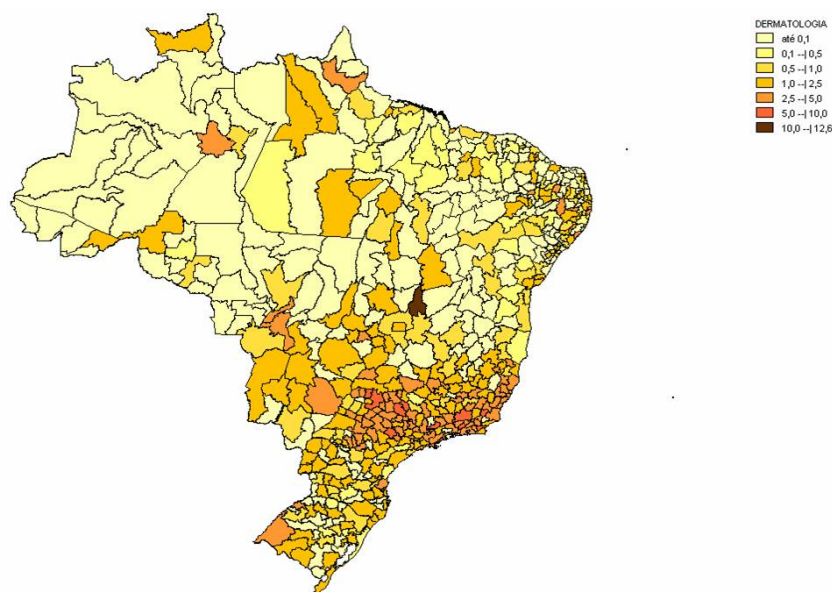 DERMATOLOGIA
até 0,1
0,1 --| 0,5
0,5 --| 1,0
1,0 --| 2,5
2,5 --| 5,0
5,0 --| 10,0
10,0 --| 12,6